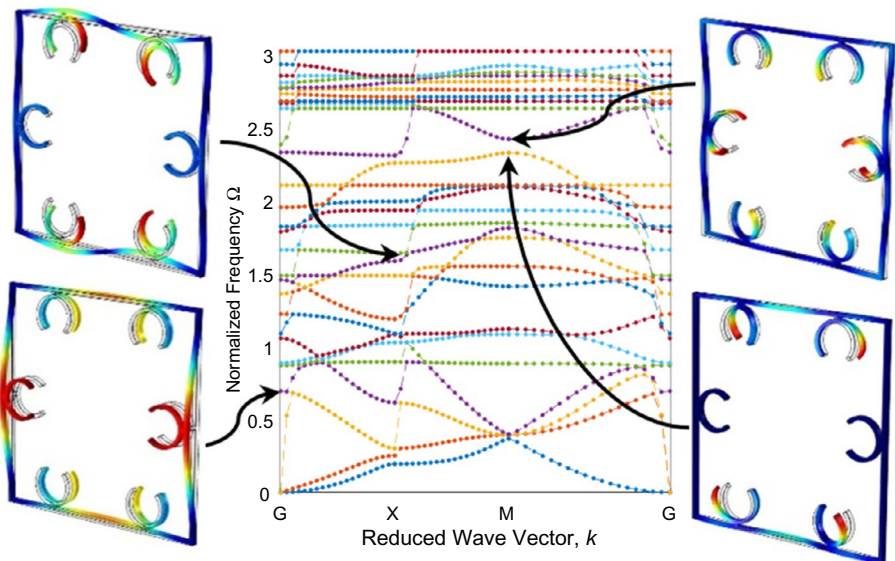 3
2.5
2
1.5
1
0.5
0
Normalized Frequency Ω
G X M G
Reduced Wave Vector, k